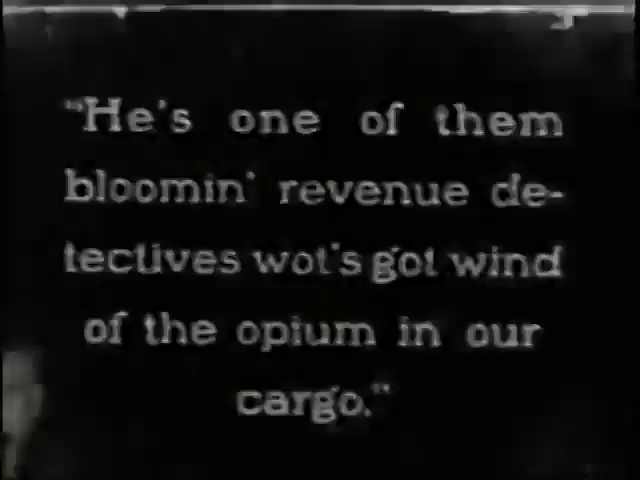 "He's one of them
bloomin' revenue de-
tectives wot's got wind
of the opium in our
cargo."